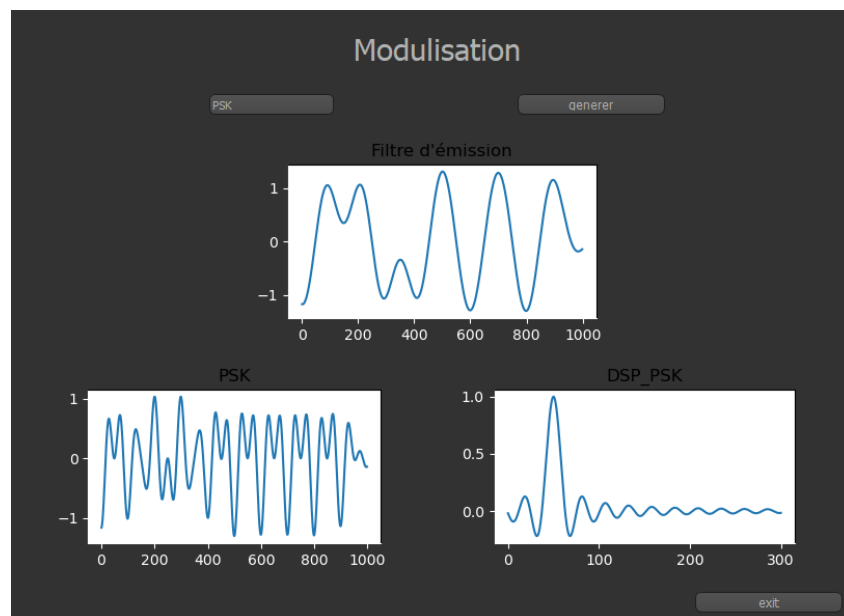 Modulisation
PSK generer
Filtre d'émission
1
0
−1
0 200 400 600 800 1000
PSK DSP_PSK
1
0
−1
0 200 400 600 800 1000
1.0
0.5
0.0
0 100 200 300
exit